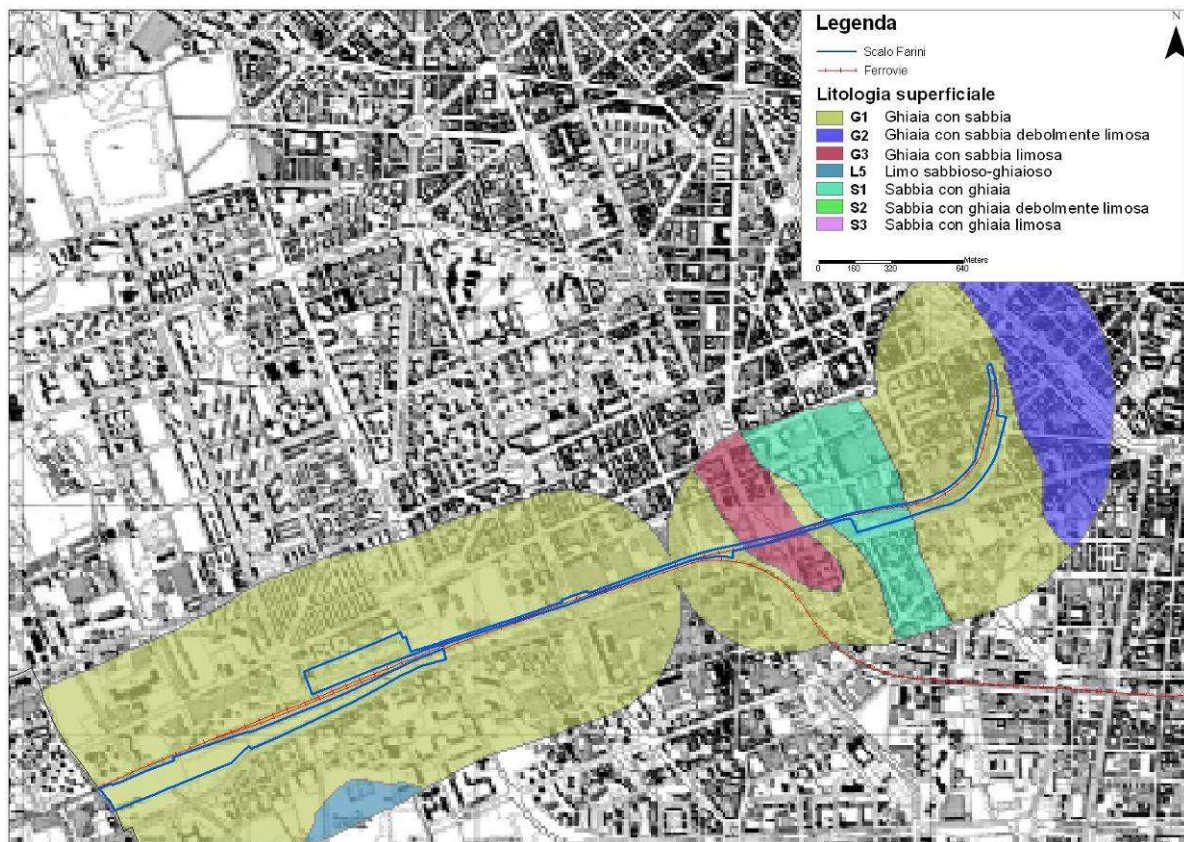 Legenda
N
Scalo Farini
Ferrovie
Litologia superficiale
G1 Ghiaia con sabbia
G2 Ghiaia con sabbia debolmente limosa
G3 Ghiaia con sabbia limosa
L5 Limo sabbioso-ghiaioso
S1 Sabbia con ghiaia
S2 Sabbia con ghiaia debolmente limosa
S3 Sabbia con ghiaia limosa
Meters
0 160 320 640